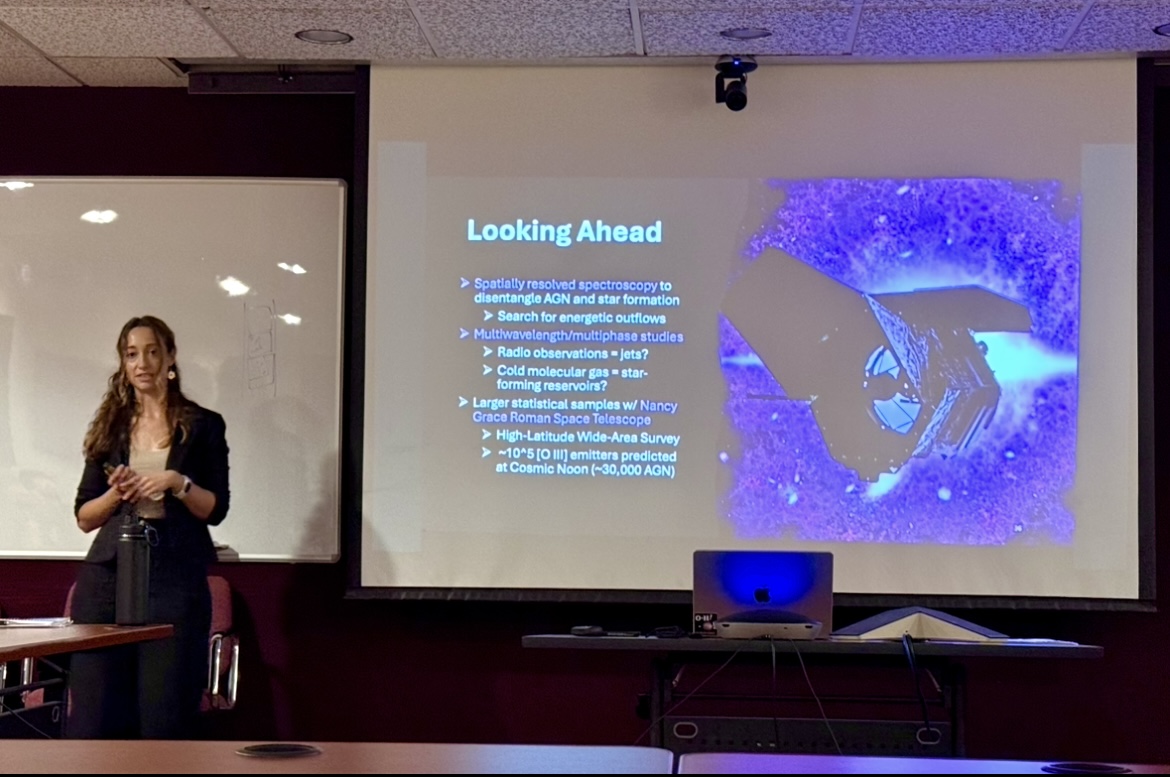 Looking Ahead
➤ Spatially resolved spectroscopy to
disentangle AGN and star formation
➤ Search for energetic outflows
➤ Multiwavelength/multiphase studies
➤ Radio observations = jets?
➤ Cold molecular gas = star-
forming reservoirs?
➤ Larger statistical samples w/ Nancy
Grace Roman Space Telescope
➤ High-Latitude Wide-Area Survey
➤ ~10^5 [O III] emitters predicted
at Cosmic Noon (~30,000 AGN)